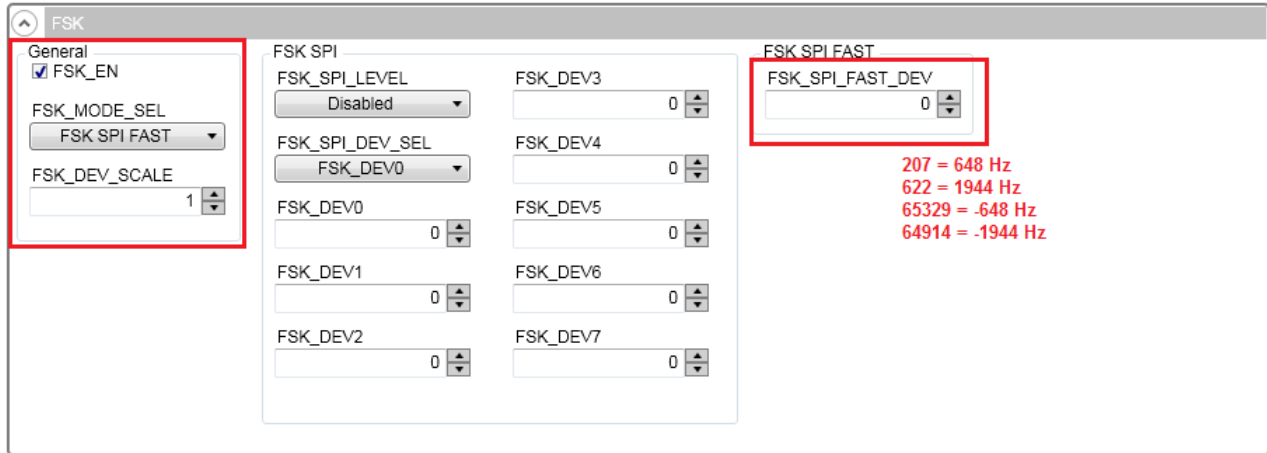 FSK
General
FSK_EN
FSK_MODE_SEL
FSK SPI FAST
FSK_DEV_SCALE
1
FSK SPI
FSK_SPI_LEVEL
Disabled
FSK_SPI_DEV_SEL
FSK_DEV0
FSK_DEV0
0
FSK_DEV1
0
FSK_DEV2
0
FSK_DEV3
0
FSK_DEV4
0
FSK_DEV5
0
FSK_DEV6
0
FSK_DEV7
0
FSK SPI FAST
FSK_SPI_FAST_DEV
0
207 = 648 Hz
622 = 1944 Hz
65329 = -648 Hz
64914 = -1944 Hz